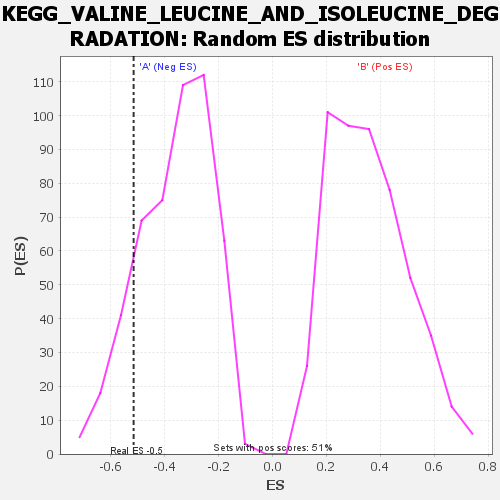 KEGG_VALINE_LEUCINE_AND_ISOLEUCINE_DEG
RADATION: Random ES distribution
'A' (Neg ES)
'B' (Pos ES)
110
100
90
80
70
60
50
40
30
20
10
0
P(ES)
Real ES -0.5
Sets with pos scores: 51%
-0.6 -0.4 -0.2 0.0 0.2 0.4 0.6 0.8
ES